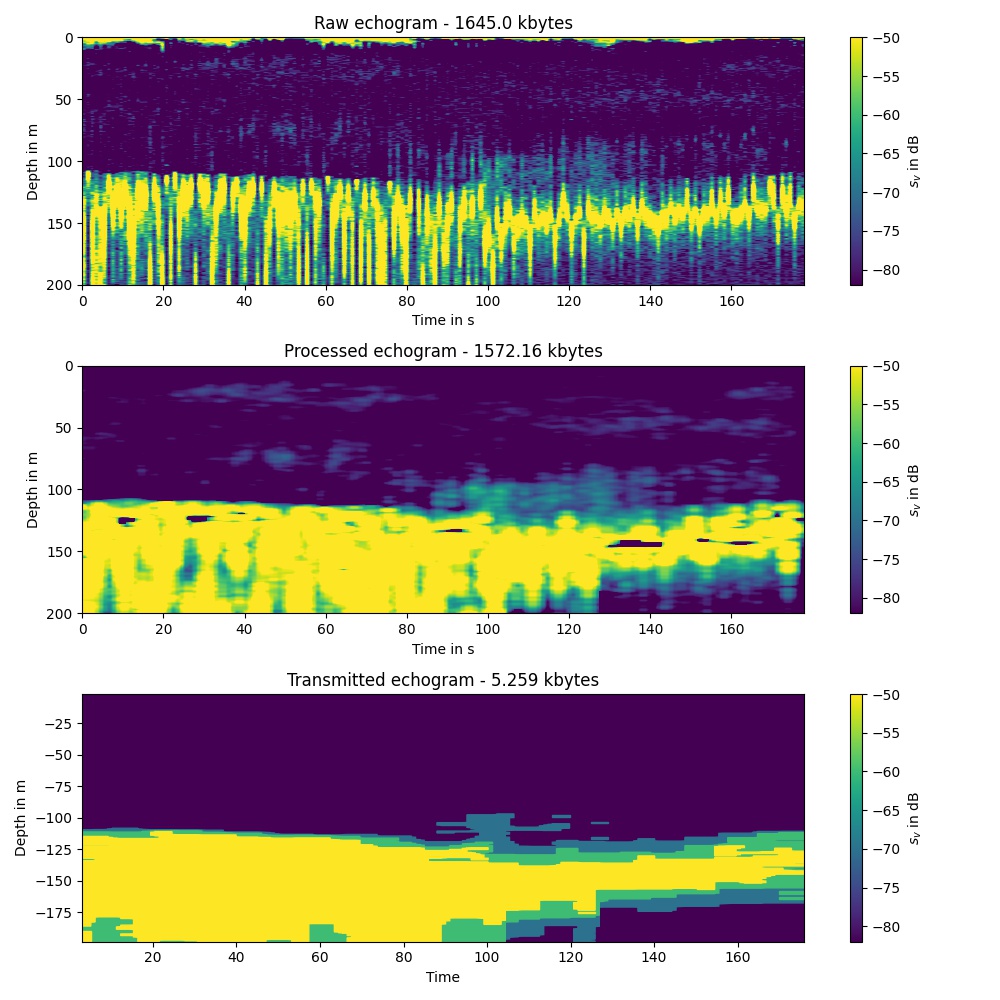 Raw echogram - 1645.0 kbytes
0
50
100
150
200
Depth in m
0 20 40 60 80 100 120 140 160
Time in s
−50
−55
−60
−65
−70
−75
−80
sv in dB
Processed echogram - 1572.16 kbytes
0
50
100
150
200
Depth in m
0 20 40 60 80 100 120 140 160
Time in s
−50
−55
−60
−65
−70
−75
−80
sv in dB
Transmitted echogram - 5.259 kbytes
−25
−50
−75
−100
−125
−150
−175
Depth in m
20 40 60 80 100 120 140 160
Time
−50
−55
−60
−65
−70
−75
−80
sv in dB